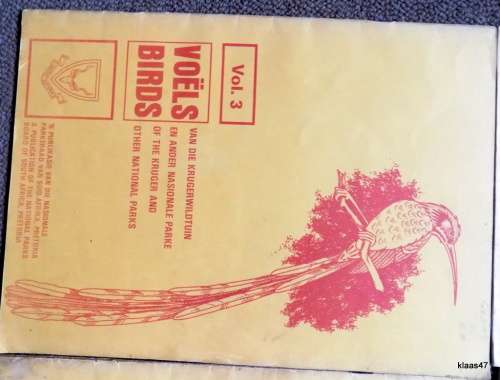 Vol. 3
VOËLS
BIRDS
VAN DIE KRUGERWILDTUIN
EN ANDER NASIONALE PARKE
OF THE KRUGER AND
OTHER NATIONAL PARKS
'N PUBLIKASIE VAN DIE NASIONALE
PARKERAAD VAN SUID-AFRIKA, PRETORIA
A PUBLICATION OF THE NATIONAL PARKS
BOARD OF SOUTH AFRICA, PRETORIA
klaas47